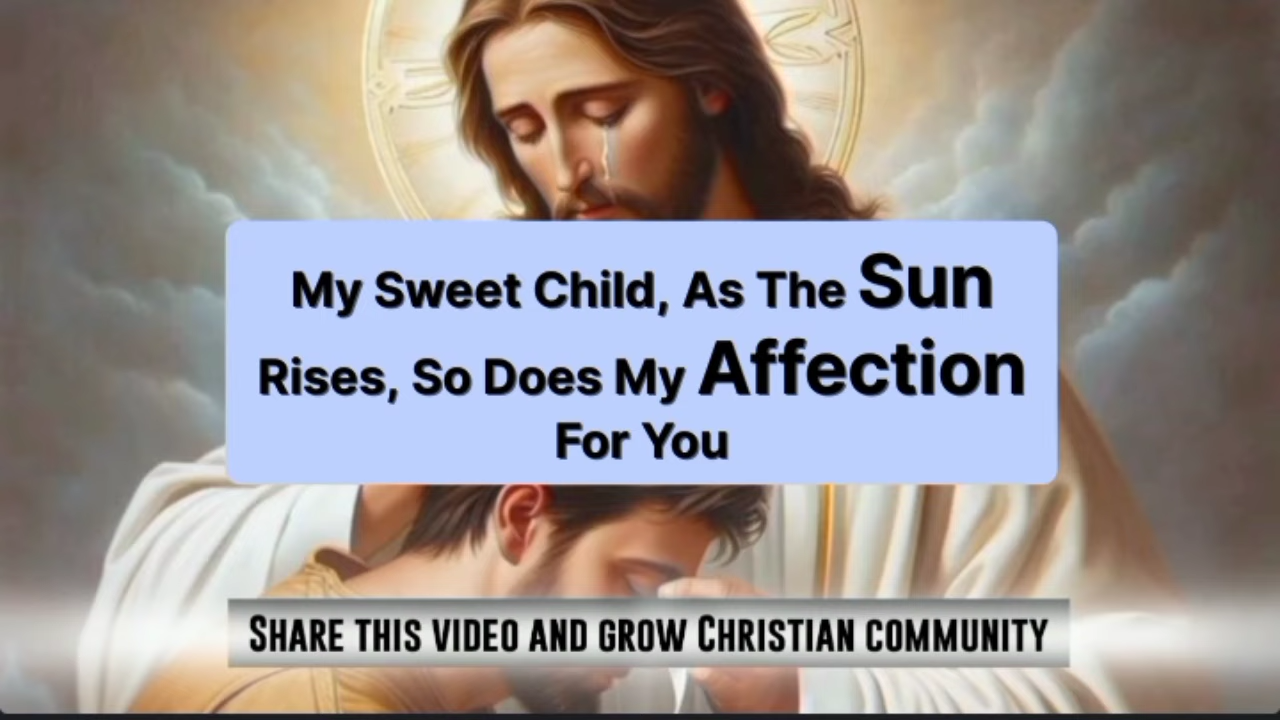 My Sweet Child, As The Sun
Rises, So Does My Affection
For You
Share this video and grow Christian community